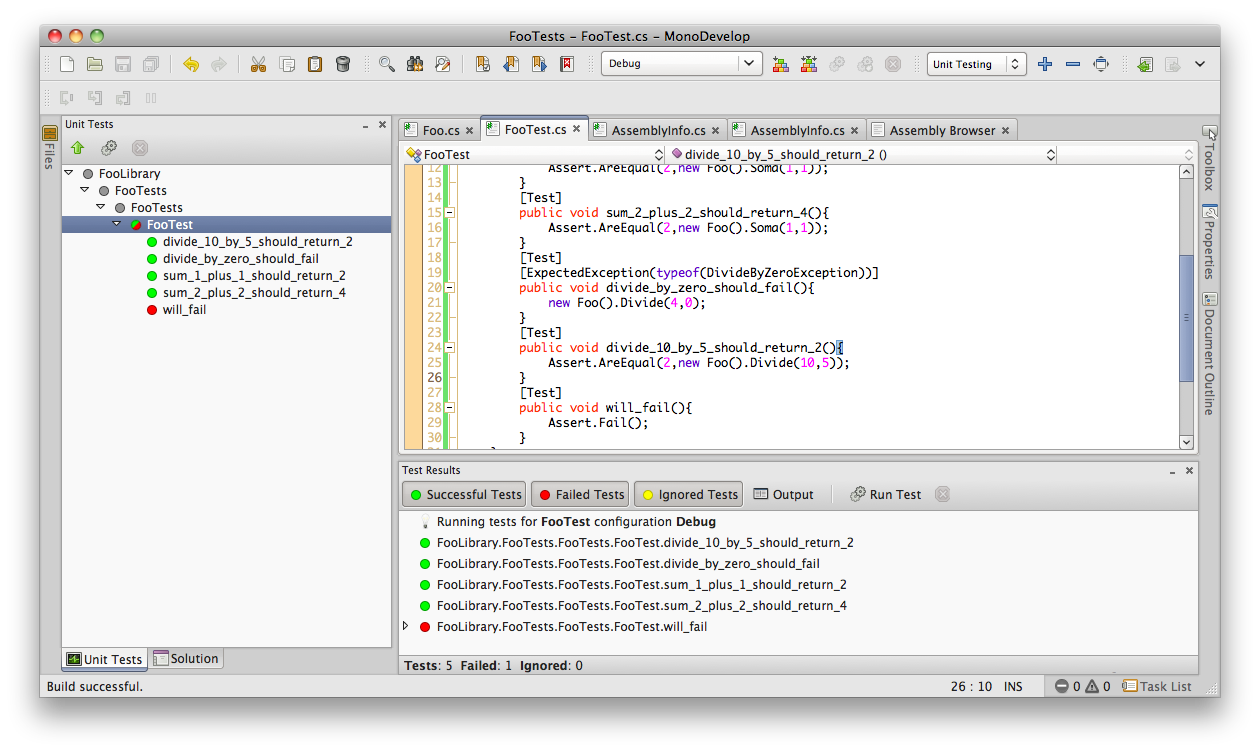 FooTests – FooTest.cs – MonoDevelop
Debug
Unit Testing
Files
Unit Tests
FooLibrary
FooTests
FooTests
FooTest
divide_10_by_5_should_return_2
divide_by_zero_should_fail
sum_1_plus_1_should_return_2
sum_2_plus_2_should_return_4
will_fail
Unit Tests Solution
Foo.cs FooTest.cs AssemblyInfo.cs AssemblyInfo.cs Assembly Browser
FooTest divide_10_by_5_should_return_2 ()
12 Assert.AreEqual(2,new Foo().Soma(1,1));
13 }
14 [Test]
15 public void sum_2_plus_2_should_return_4(){
16 Assert.AreEqual(2,new Foo().Soma(1,1));
17 }
18 [Test]
19 [ExpectedException(typeof(DivideByZeroException))]
20 public void divide_by_zero_should_fail(){
21 new Foo().Divide(4,0);
22 }
23 [Test]
24 public void divide_10_by_5_should_return_2(){
25 Assert.AreEqual(2,new Foo().Divide(10,5));
26 }
27 [Test]
28 public void will_fail(){
29 Assert.Fail();
30 }
Toolbox
Properties
Document Outline
Test Results
Successful Tests Failed Tests Ignored Tests Output Run Test
Running tests for FooTest configuration Debug
FooLibrary.FooTests.FooTests.FooTest.divide_10_by_5_should_return_2
FooLibrary.FooTests.FooTests.FooTest.divide_by_zero_should_fail
FooLibrary.FooTests.FooTests.FooTest.sum_1_plus_1_should_return_2
FooLibrary.FooTests.FooTests.FooTest.sum_2_plus_2_should_return_4
FooLibrary.FooTests.FooTests.FooTest.will_fail
Tests: 5 Failed: 1 Ignored: 0
Build successful. 26 : 10 INS 0 0 Task List